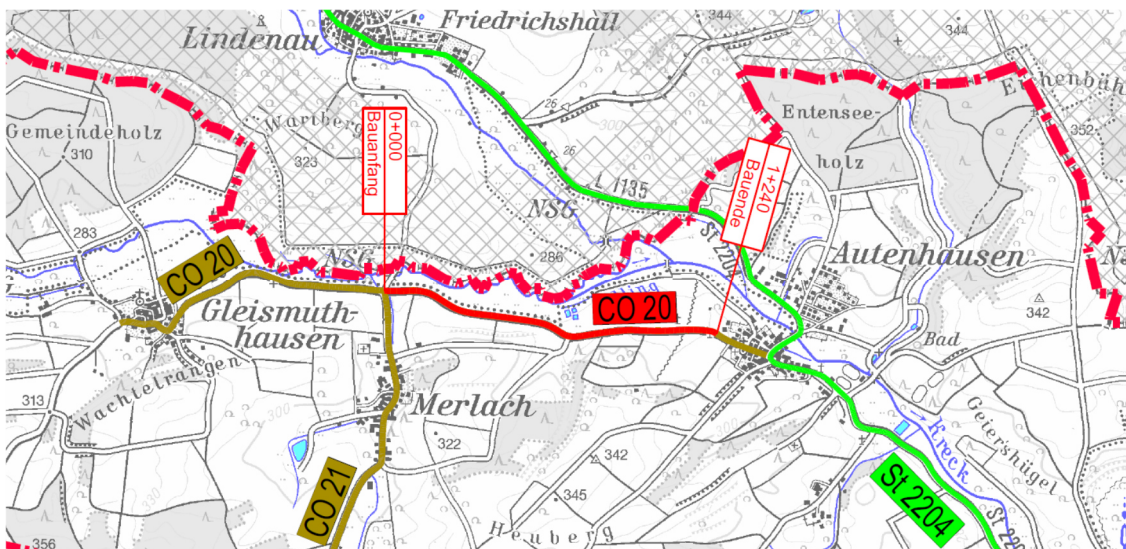 Friedrichshall
Lindenau
344
344
Eichenbühl
Entensee-
holz
352
Gemeindeholz
310
Wartberg
323
26
26
0+000
Bauanfang
1+240
Bauende
L 1135
NSG
286
NSG
283
CO 20
CO 20
St 2204
Autenhausen
342
Gleismuth-
hausen
Bad
Wachtelrangen
313
Merlach
300
322
342
345
Heuberg
Geiershügel
Kreck
CO 21
St 2204
356